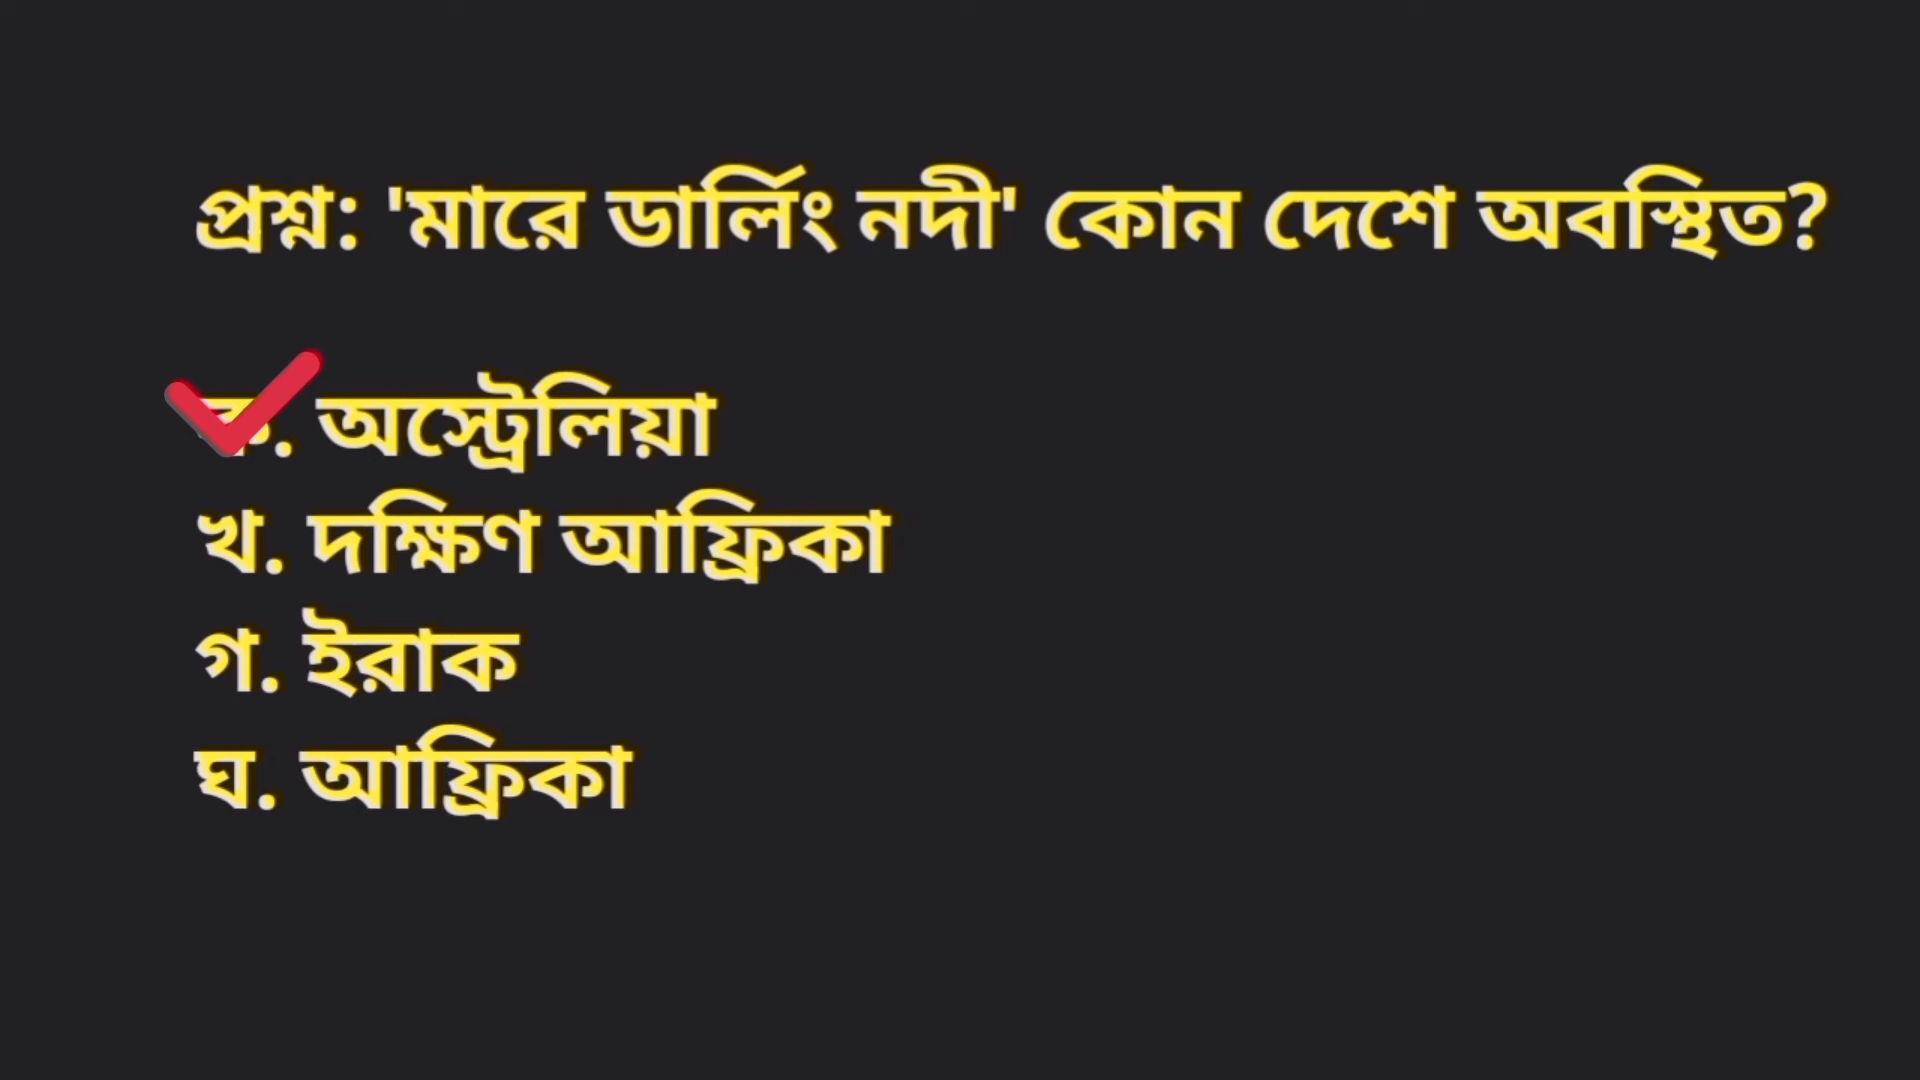 প্রশ্ন: 'মারে ডার্লিং নদী' কোন দেশে অবস্থিত?
ক. অস্ট্রেলিয়া
খ. দক্ষিণ আফ্রিকা
গ. ইরাক
ঘ. আফ্রিকা